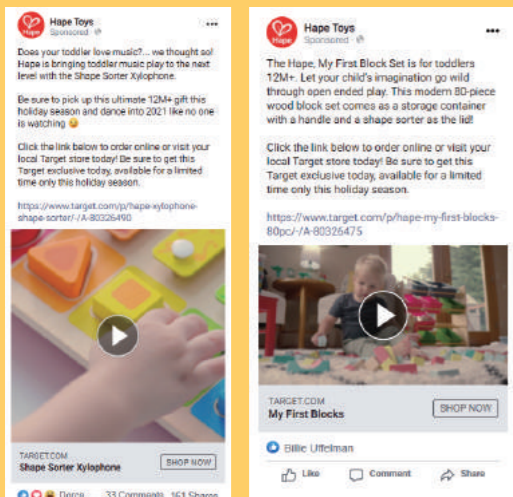 Hape
Hape Toys
Sponsored
Does your toddler love music?... we thought so!
Hape is bringing toddler music play to the next
level with the Shape Sorter Xylophone.
Be sure to pick up this ultimate 12M+ gift this
holiday season and dance into 2021 like no one
is watching 😉
Click the link below to order online or visit your
local Target store today! Be sure to get this
Target exclusive today, available for a limited
time only this holiday season.
https://www.target.com/p/hape-xylophone-
shape-sorter/-/A-80326490
TARGET.COM
Shape Sorter Xylophone
SHOP NOW
33 Comments 161 Shares
Hape
Hape Toys
Sponsored
The Hape, My First Block Set is for toddlers
12M+. Let your child's imagination go wild
through open ended play. This modern 80-piece
wood block set comes as a storage container
with a handle and a shape sorter as the lid!
Click the link below to order online or visit your
local Target store today! Be sure to get this
Target exclusive today, available for a limited
time only this holiday season.
https://www.target.com/p/hape-my-first-blocks-
80pc/-/A-80326475
TARGET.COM
My First Blocks
SHOP NOW
Billie Uffelman
Like Comment Share